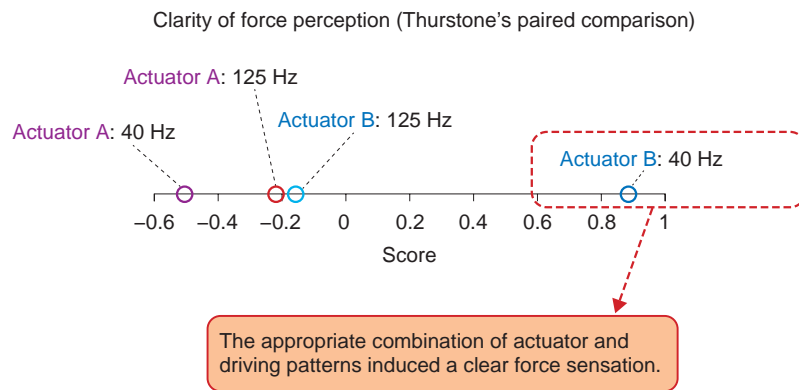 Clarity of force perception (Thurstone's paired comparison)
Actuator A: 125 Hz
Actuator A: 40 Hz
Actuator B: 125 Hz
Actuator B: 40 Hz
−0.6 −0.4 −0.2 0 0.2 0.4 0.6 0.8 1
Score
The appropriate combination of actuator and
driving patterns induced a clear force sensation.